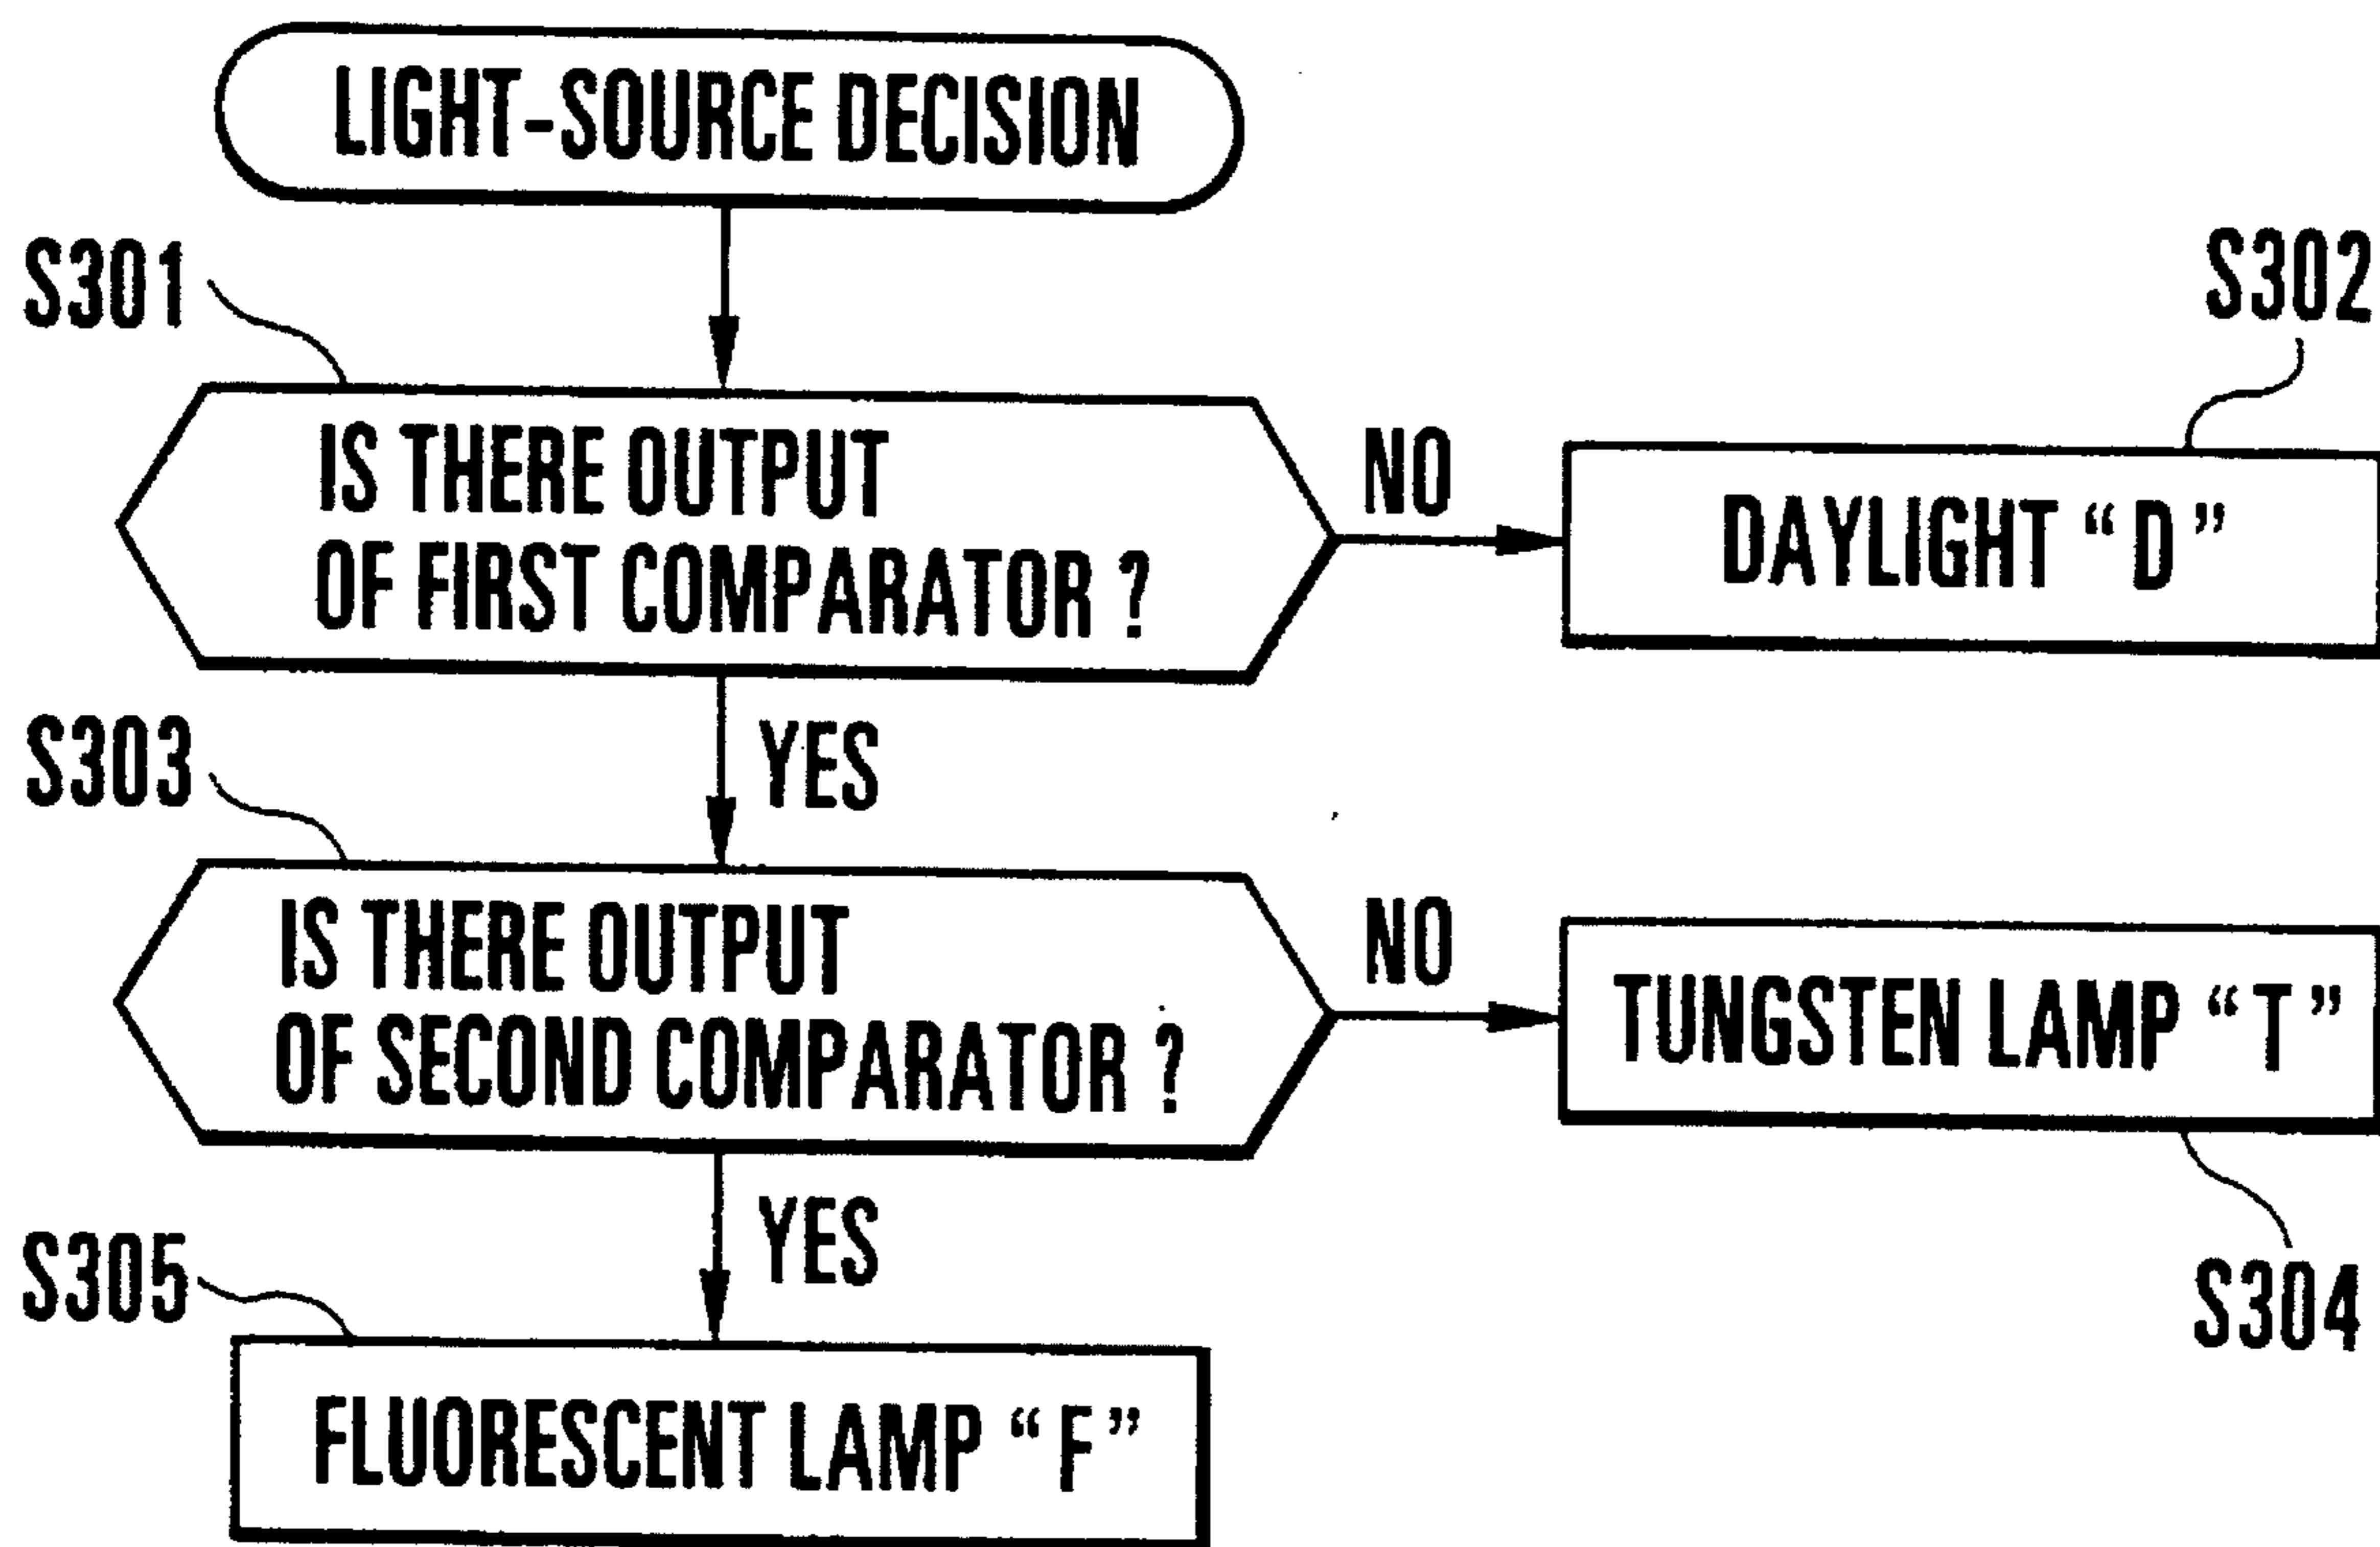 LIGHT-SOURCE DECISION
S301
S302
IS THERE OUTPUT
OF FIRST COMPARATOR ?
NO
DAYLIGHT “D”
YES
S303
IS THERE OUTPUT
OF SECOND COMPARATOR ?
NO
TUNGSTEN LAMP “T”
S304
YES
S305
FLUORESCENT LAMP “F”